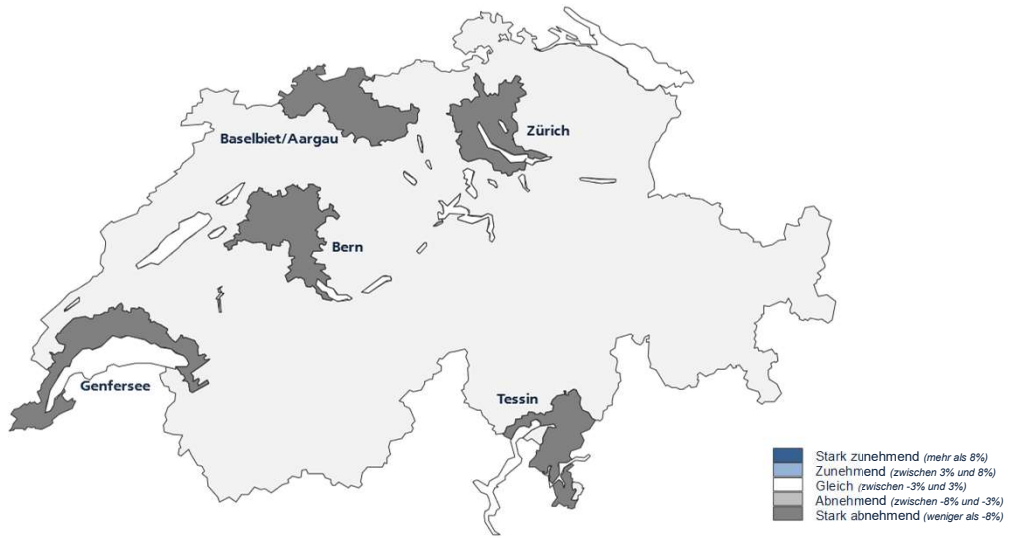 Zürich
Baselbiet/Aargau
Bern
Genfersee
Tessin
Stark zunehmend (mehr als 8%)
Zunehmend (zwischen 3% und 8%)
Gleich (zwischen -3% und 3%)
Abnehmend (zwischen -8% und -3%)
Stark abnehmend (weniger als -8%)